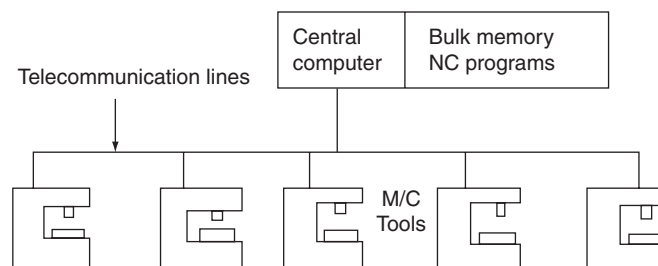 Central
computer
Bulk memory
NC programs
Telecommunication lines
M/C
Tools